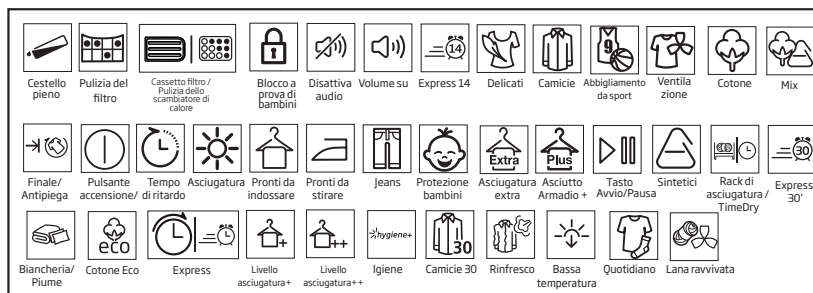 14
9
Cestello pieno
Pulizia del filtro
Cassetto filtro / Pulizia dello scambiatore di calore
Blocco a prova di bambini
Disattiva audio
Volume su
Express 14
Delicati
Camicie
Abbigliamento da sport
Ventila zione
Cotone
Mix
Extra
Plus
30
Finale/ Antipiega
Pulsante accensione/
Tempo di ritardo
Asciugatura
Pronti da indossare
Pronti da stirare
Jeans
Protezione bambini
Asciugatura extra
Asciutto Armadio +
Tasto Avvio/Pausa
Sintetici
Rack di asciugatura / TimeDry
Express 30'
eco
+
++
hygiene+
30
Biancheria/ Piume
Cotone Eco
Express
Livello asciugatura+
Livello asciugatura++
Igiene
Camicie 30
Rinfresco
Bassa temperatura
Quotidiano
Lana ravvivata